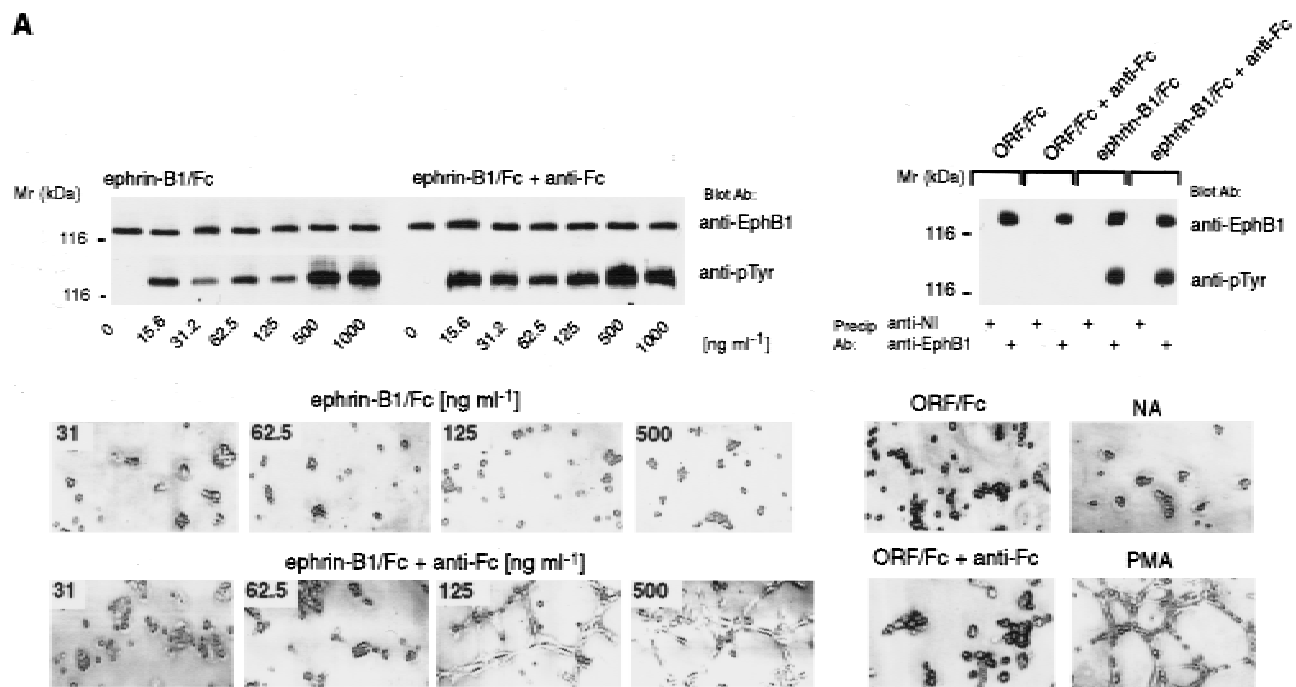 A
ORF/Fc
ORF/Fc + anti-Fc
ephrin-B1/Fc
ephrin-B1/Fc + anti-Fc
ephrin-B1/Fc
ephrin-B1/Fc + anti-Fc
Mr (kDa)
Blot Ab:
anti-EphB1
116 -
anti-pTyr
116 -
0 15.6 31.2 62.5 125 500 1000 0 15.6 31.2 62.5 125 500 1000 [ng ml-1]
Mr (kDa)
Blot Ab:
116 -
anti-EphB1
116 -
anti-pTyr
Precip anti-NI + + + +
Ab: anti-EphB1 + + + +
ephrin-B1/Fc [ng ml-1]
31 62.5 125 500
ORF/Fc
NA
ephrin-B1/Fc + anti-Fc [ng ml-1]
31 62.5 125 500
ORF/Fc + anti-Fc
PMA